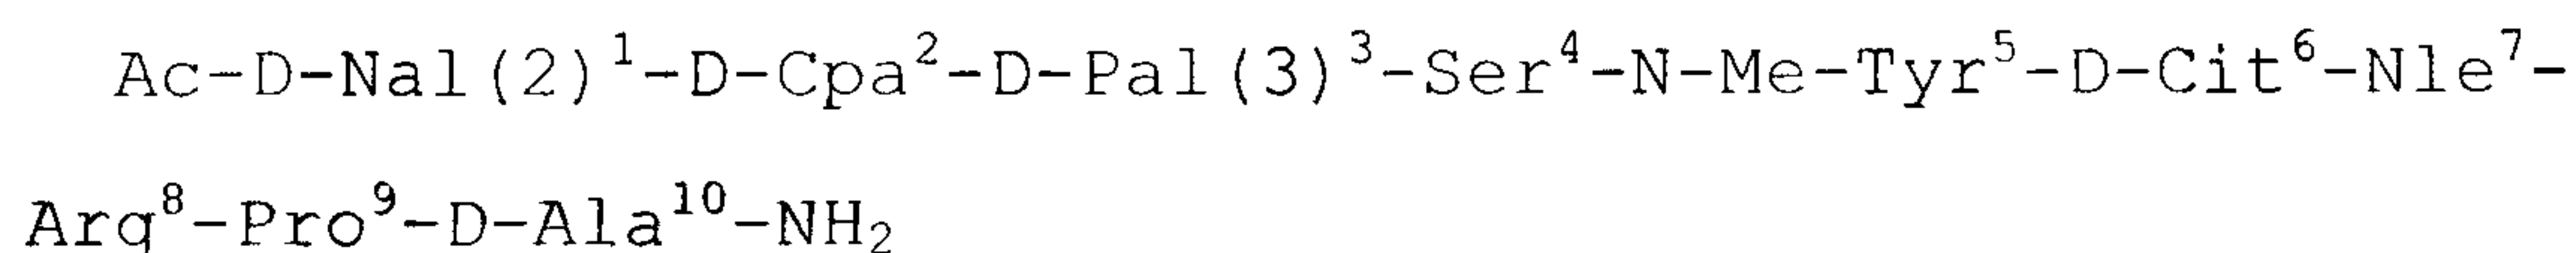 Ac-D-Nal(2)¹-D-Cpa²-D-Pal(3)³-Ser⁴-N-Me-Tyr⁵-D-Cit⁶-Nle⁷-
Arg⁸-Pro⁹-D-Ala¹⁰-NH₂